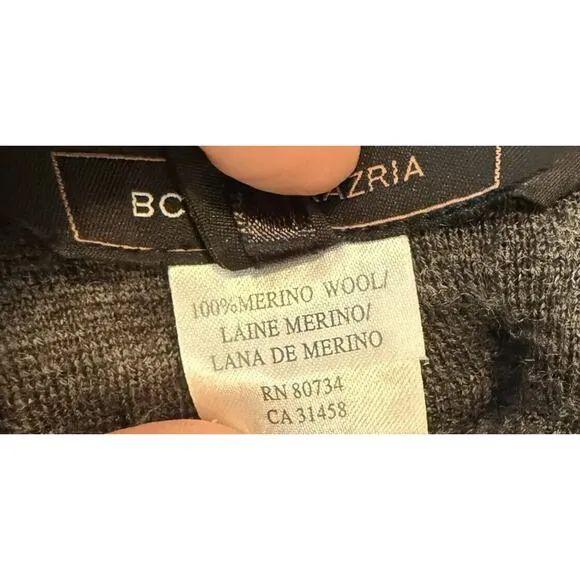 BC AZRIA
100%MERINO WOOL/
LAINE MERINO/
LANA DE MERINO
RN 80734
CA 31458